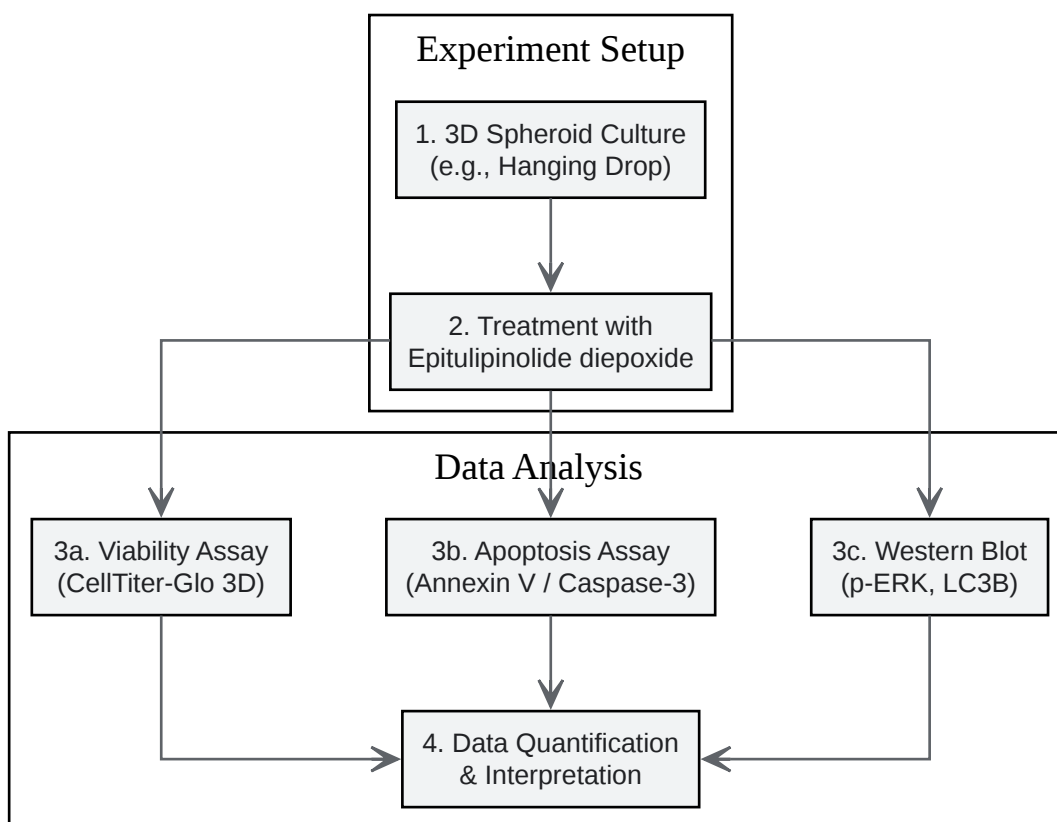 Experiment Setup
1. 3D Spheroid Culture
(e.g., Hanging Drop)
2. Treatment with
Epitulipinolide diepoxide
Data Analysis
3a. Viability Assay
(CellTiter-Glo 3D)
3b. Apoptosis Assay
(Annexin V / Caspase-3)
3c. Western Blot
(p-ERK, LC3B)
4. Data Quantification
& Interpretation